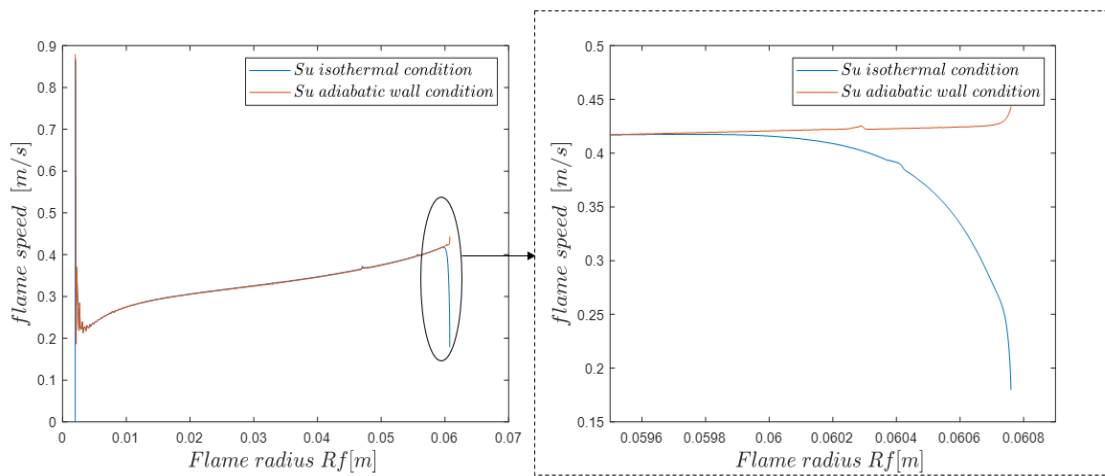 0.9
0.8
0.7
0.6
0.5
0.4
0.3
0.2
0.1
0
flame speed [m/s]
Su isothermal condition
Su adiabatic wall condition
0 0.01 0.02 0.03 0.04 0.05 0.06 0.07
Flame radius Rf[m]
0.5
0.45
0.4
0.35
0.3
0.25
0.2
0.15
flame speed [m/s]
Su isothermal condition
Su adiabatic wall condition
0.0596 0.0598 0.06 0.0602 0.0604 0.0606 0.0608
Flame radius Rf[m]